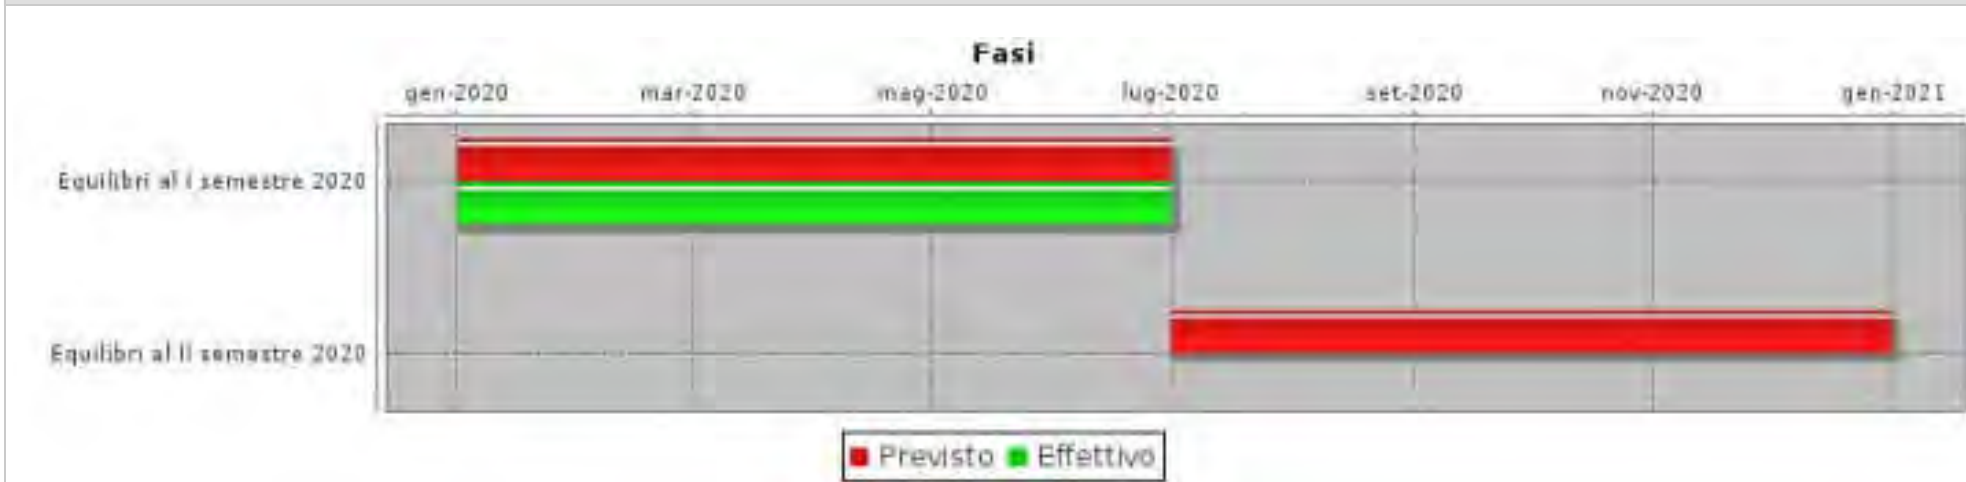 Fasi
gen-2020 mar-2020 mag-2020 lug-2020 set-2020 nov-2020 gen-2021
Equilibri al I semestre 2020
Equilibri al II semestre 2020
Previsto Effettivo